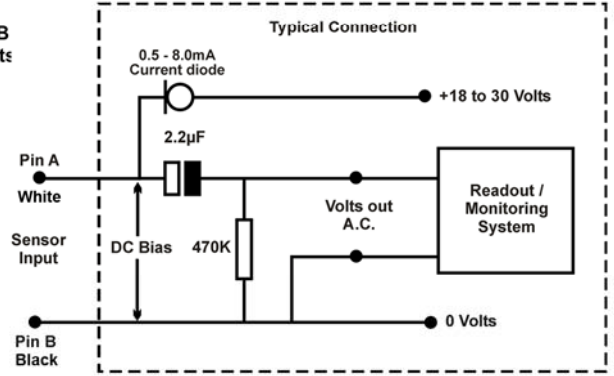 Typical Connection
B
ts
0.5 - 8.0mA
Current diode
+18 to 30 Volts
2.2µF
Pin A
White
Volts out
A.C.
Readout /
Monitoring
System
Sensor
Input
DC Bias
470K
0 Volts
Pin B
Black